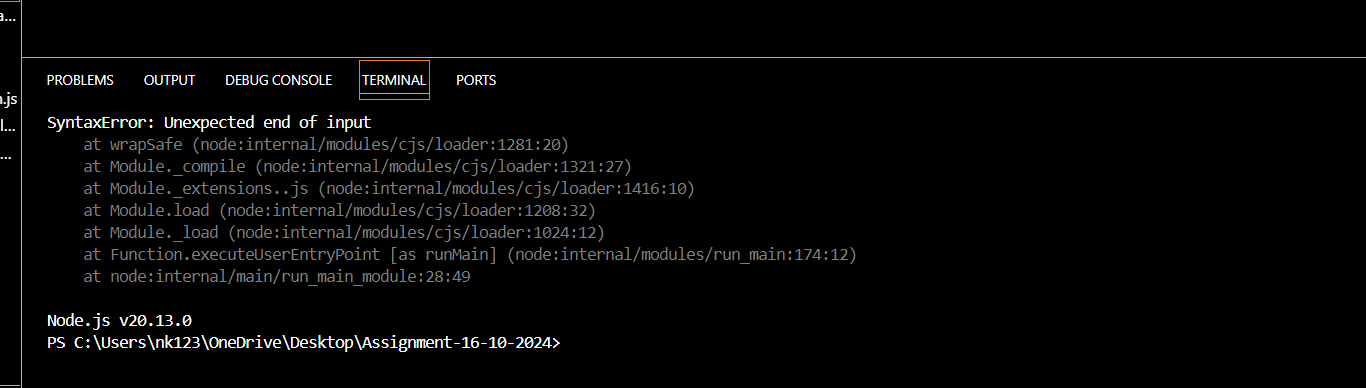 a...
.js
l...
...
PROBLEMS OUTPUT DEBUG CONSOLE TERMINAL PORTS
SyntaxError: Unexpected end of input
    at wrapSafe (node:internal/modules/cjs/loader:1281:20)
    at Module._compile (node:internal/modules/cjs/loader:1321:27)
    at Module._extensions..js (node:internal/modules/cjs/loader:1416:10)
    at Module.load (node:internal/modules/cjs/loader:1208:32)
    at Module._load (node:internal/modules/cjs/loader:1024:12)
    at Function.executeUserEntryPoint [as runMain] (node:internal/modules/run_main:174:12)
    at node:internal/main/run_main_module:28:49
Node.js v20.13.0
PS C:\Users\nk123\OneDrive\Desktop\Assignment-16-10-2024>